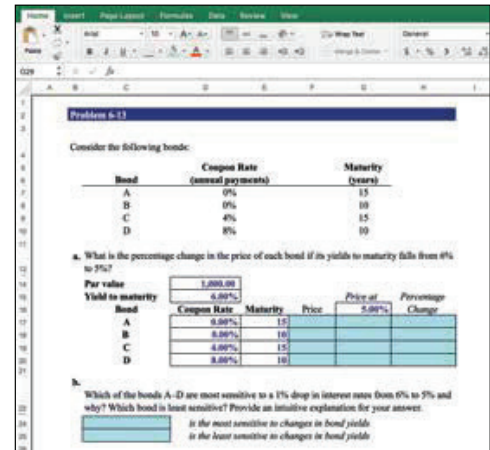 Home Insert Page Layout Formulas Data Review View
Paste
Arial 10 A A
B I U A
Wrap Text
General
Merge & Center
$ % )
G29 fx
A B C D E F G H I
Problem 6-12
Consider the following bonds:
Coupon Rate Maturity
Bond (annual payments) (years)
A 0% 15
B 0% 10
C 4% 15
D 8% 10
a. What is the percentage change in the price of each bond if its yields to maturity falls from 6%
to 5%?
Par value 1,000.00
Yield to maturity 6.00% Price at Percentage
Bond Coupon Rate Maturity Price 5.00% Change
A 0.00% 15
B 0.00% 10
C 4.00% 15
D 8.00% 10
b.
Which of the bonds A–D are most sensitive to a 1% drop in interest rates from 6% to 5% and
why? Which bond is least sensitive? Provide an intuitive explanation for your answer.
is the most sensitive to changes in bond yields
is the least sensitive to changes in bond yields